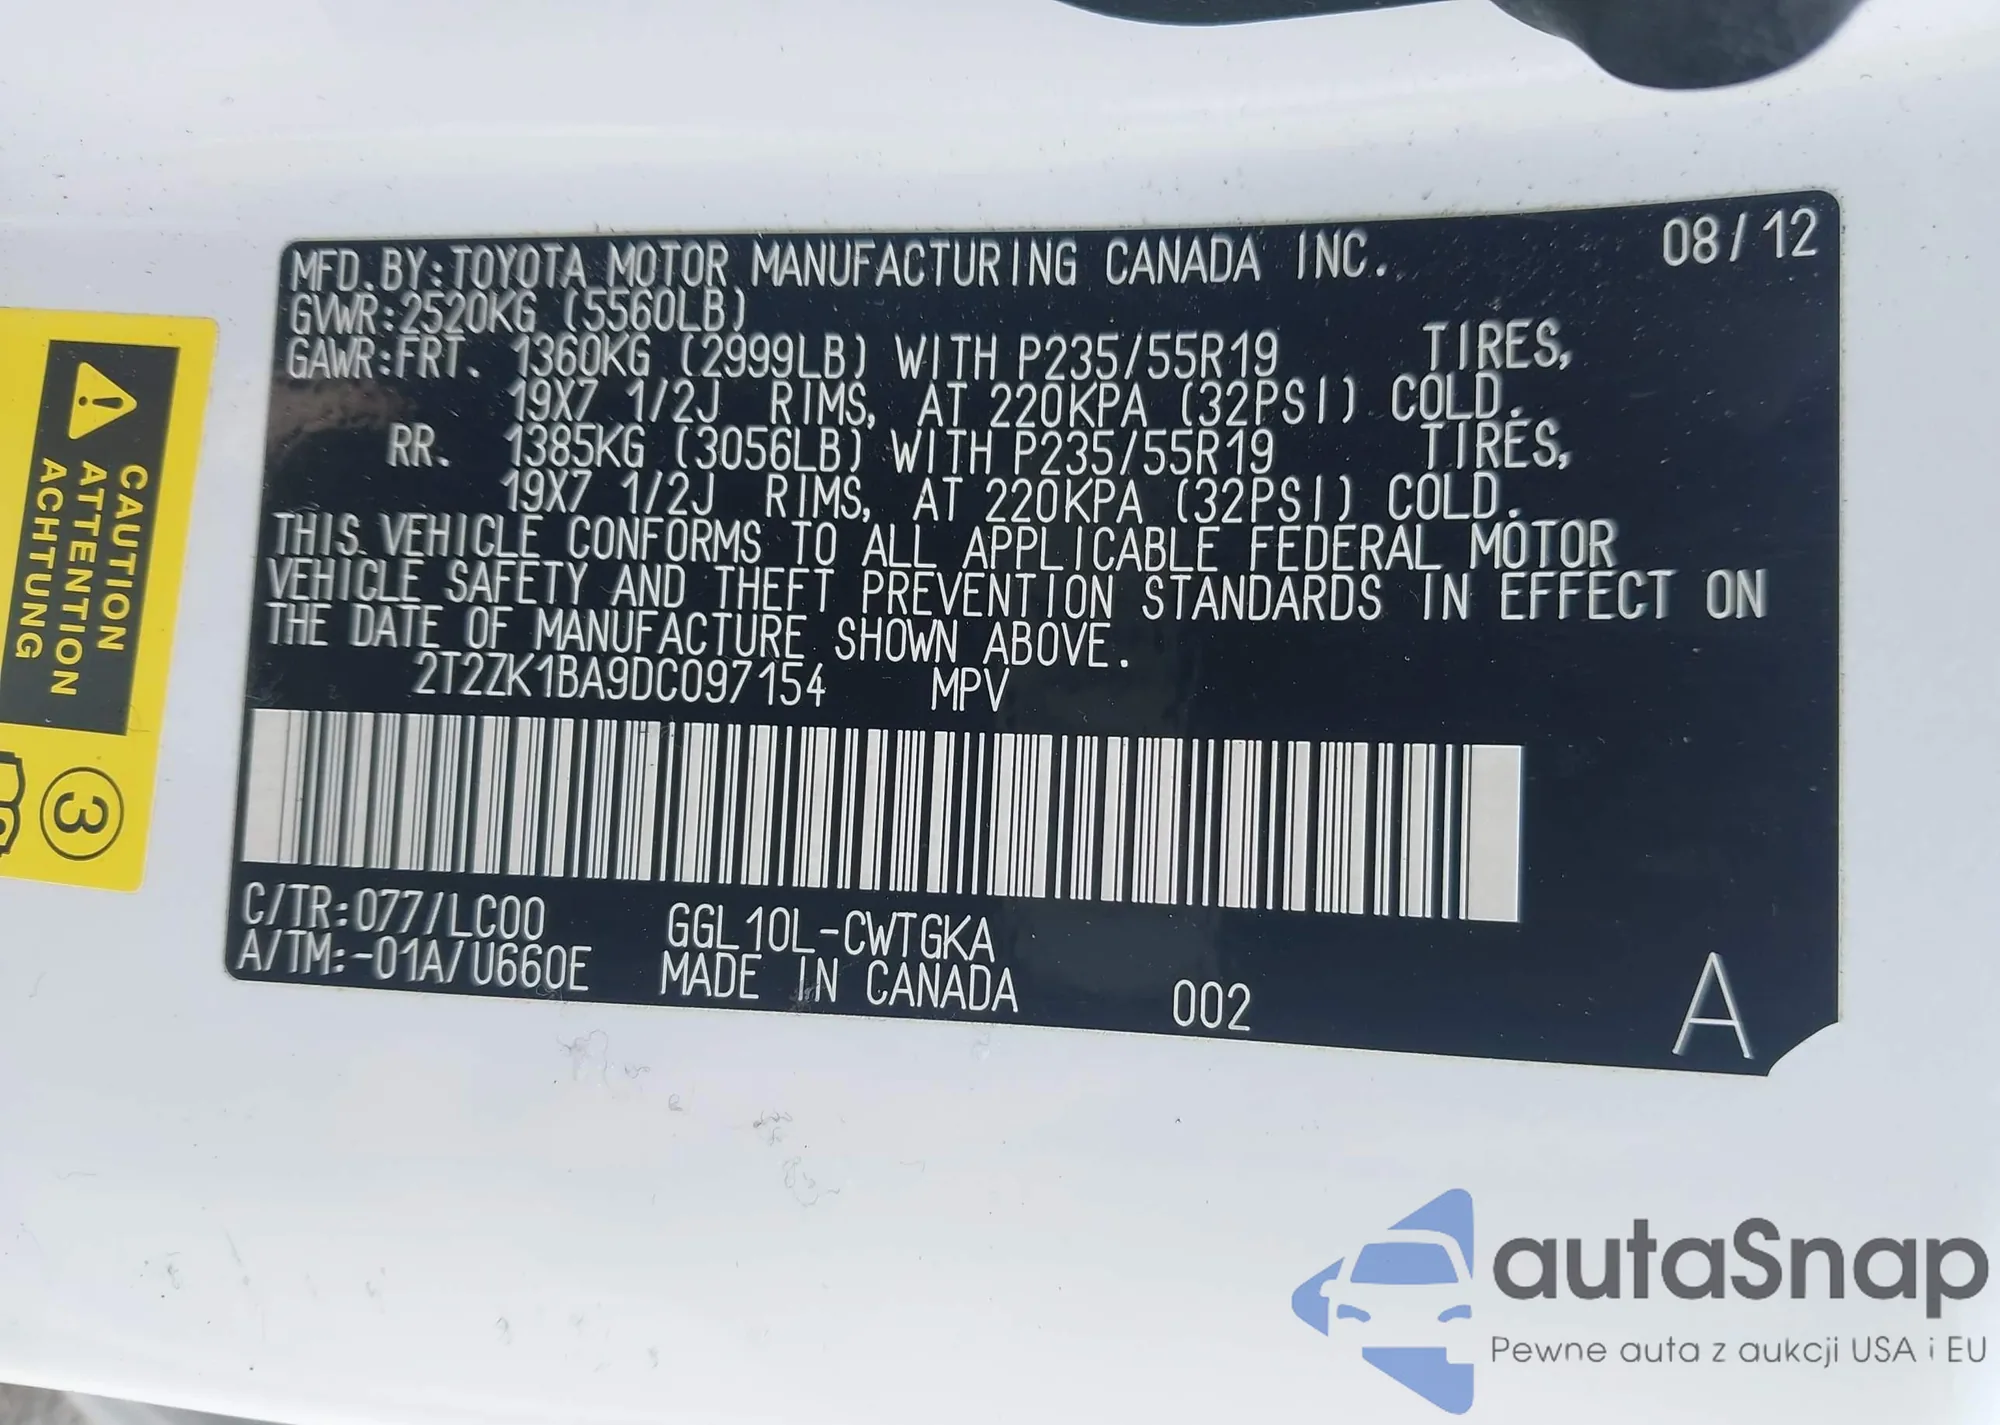 MFD.BY:TOYOTA MOTOR MANUFACTURING CANADA INC. 08/12
GVWR:2520KG (5560LB)
GAWR:FRT. 1360KG (2999LB) WITH P235/55R19 TIRES,
19X7 1/2J RIMS, AT 220KPA (32PSI) COLD.
RR. 1385KG (3056LB) WITH P235/55R19 TIRES,
19X7 1/2J RIMS, AT 220KPA (32PSI) COLD.
THIS VEHICLE CONFORMS TO ALL APPLICABLE FEDERAL MOTOR
VEHICLE SAFETY AND THEFT PREVENTION STANDARDS IN EFFECT ON
THE DATE OF MANUFACTURE SHOWN ABOVE.
2T2ZK1BA9DC097154 MPV
C/TR:077/LC00 GGL10L-CWTGKA
A/TM:-01A/U660E MADE IN CANADA 002 A
CAUTION
ATTENTION
ACHTUNG
3
autaSnap
Pewne auta z aukcji USA i EU